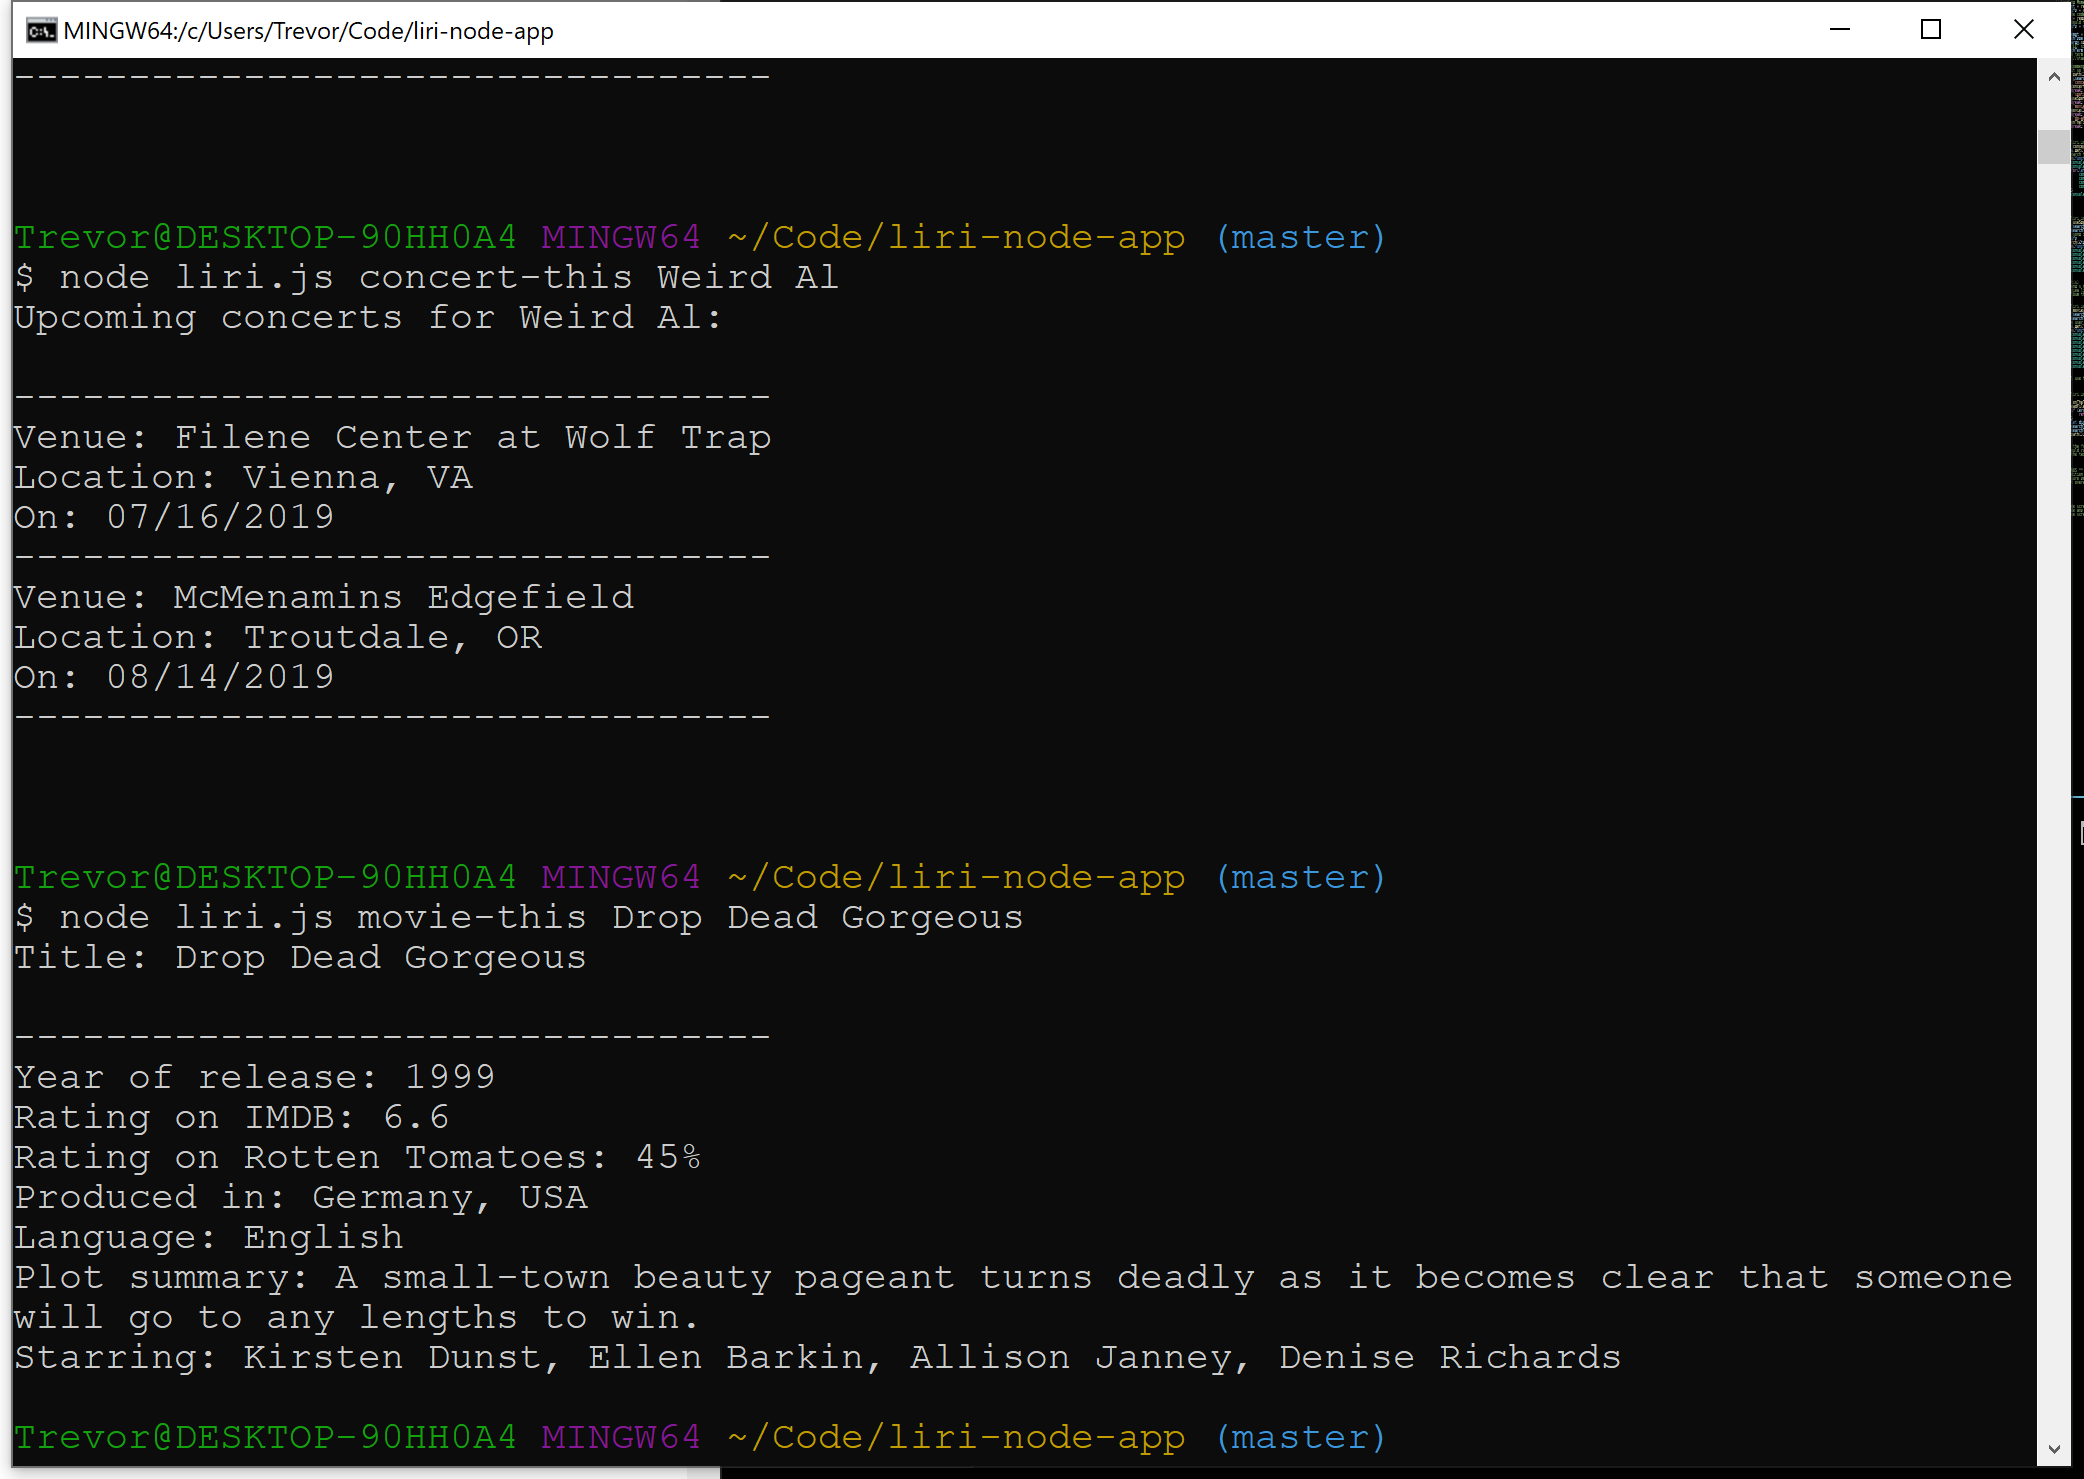 MINGW64:/c/Users/Trevor/Code/liri-node-app
---------------------------------
Trevor@DESKTOP-90HH0A4 MINGW64 ~/Code/liri-node-app (master)
$ node liri.js concert-this Weird Al
Upcoming concerts for Weird Al:
---------------------------------
Venue: Filene Center at Wolf Trap
Location: Vienna, VA
On: 07/16/2019
---------------------------------
Venue: McMenamins Edgefield
Location: Troutdale, OR
On: 08/14/2019
---------------------------------
Trevor@DESKTOP-90HH0A4 MINGW64 ~/Code/liri-node-app (master)
$ node liri.js movie-this Drop Dead Gorgeous
Title: Drop Dead Gorgeous
---------------------------------
Year of release: 1999
Rating on IMDB: 6.6
Rating on Rotten Tomatoes: 45%
Produced in: Germany, USA
Language: English
Plot summary: A small-town beauty pageant turns deadly as it becomes clear that someone
will go to any lengths to win.
Starring: Kirsten Dunst, Ellen Barkin, Allison Janney, Denise Richards
Trevor@DESKTOP-90HH0A4 MINGW64 ~/Code/liri-node-app (master)